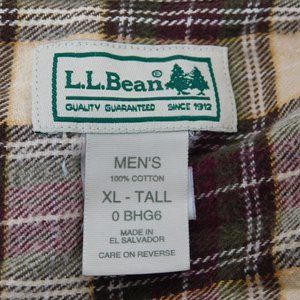 L.L.Bean®
QUALITY GUARANTEED SINCE 1912
MEN'S
100% COTTON
XL - TALL
0 BHG6
MADE IN
EL SALVADOR
CARE ON REVERSE